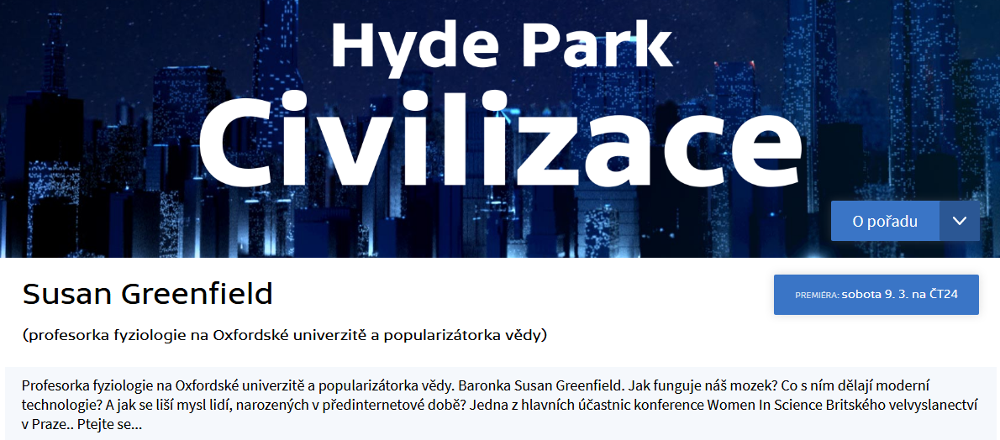 Hyde Park
Civilizace
O pořadu
Susan Greenfield
PREMIÉRA: sobota 9. 3. na ČT24
(profesorka fyziologie na Oxfordské univerzitě a popularizátorka vědy)
Profesorka fyziologie na Oxfordské univerzitě a popularizátorka vědy. Baronka Susan Greenfield. Jak funguje náš mozek? Co s ním dělají moderní
technologie? A jak se liší mysl lidí, narozených v předinternetové době? Jedna z hlavních účastnic konference Women In Science Britského velvyslanectví
v Praze.. Ptejte se...